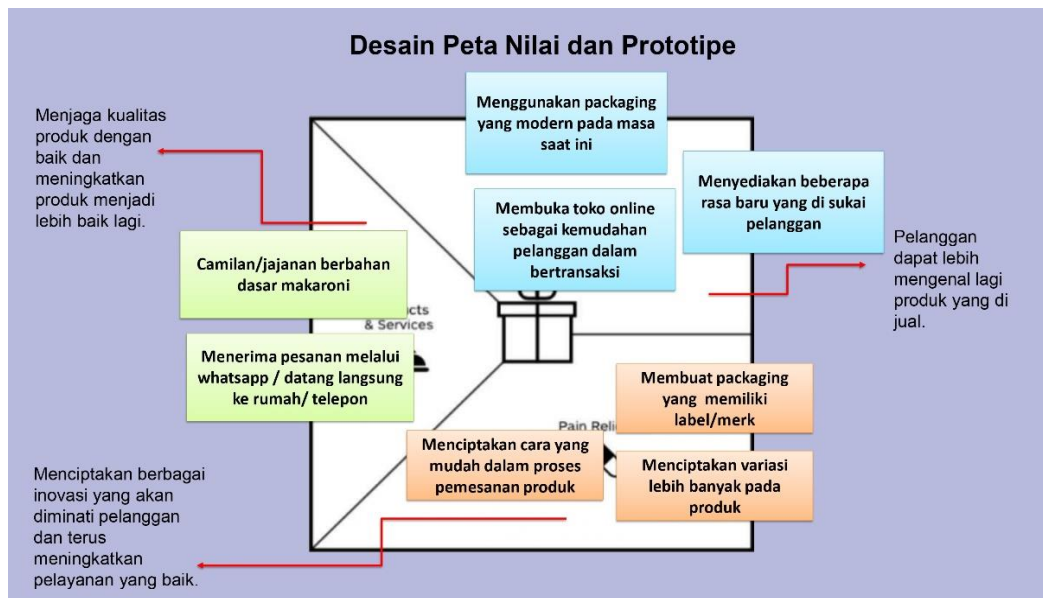 Desain Peta Nilai dan Prototipe
Menjaga kualitas
produk dengan
baik dan
meningkatkan
produk menjadi
lebih baik lagi.
Menggunakan packaging
yang modern pada masa
saat ini
Menyediakan beberapa
rasa baru yang di sukai
pelanggan
Membuka toko online
sebagai kemudahan
pelanggan dalam
bertransaksi
Pelanggan
dapat lebih
mengenal lagi
produk yang di
jual.
Camilan/jajanan berbahan
dasar makaroni
& Services
Menerima pesanan melalui
whatsapp / datang langsung
ke rumah/ telepon
Membuat packaging
yang memiliki
label/merk
Pain
Menciptakan cara yang
mudah dalam proses
pemesanan produk
Menciptakan variasi
lebih banyak pada
produk
Menciptakan berbagai
inovasi yang akan
diminati pelanggan
dan terus
meningkatkan
pelayanan yang baik.